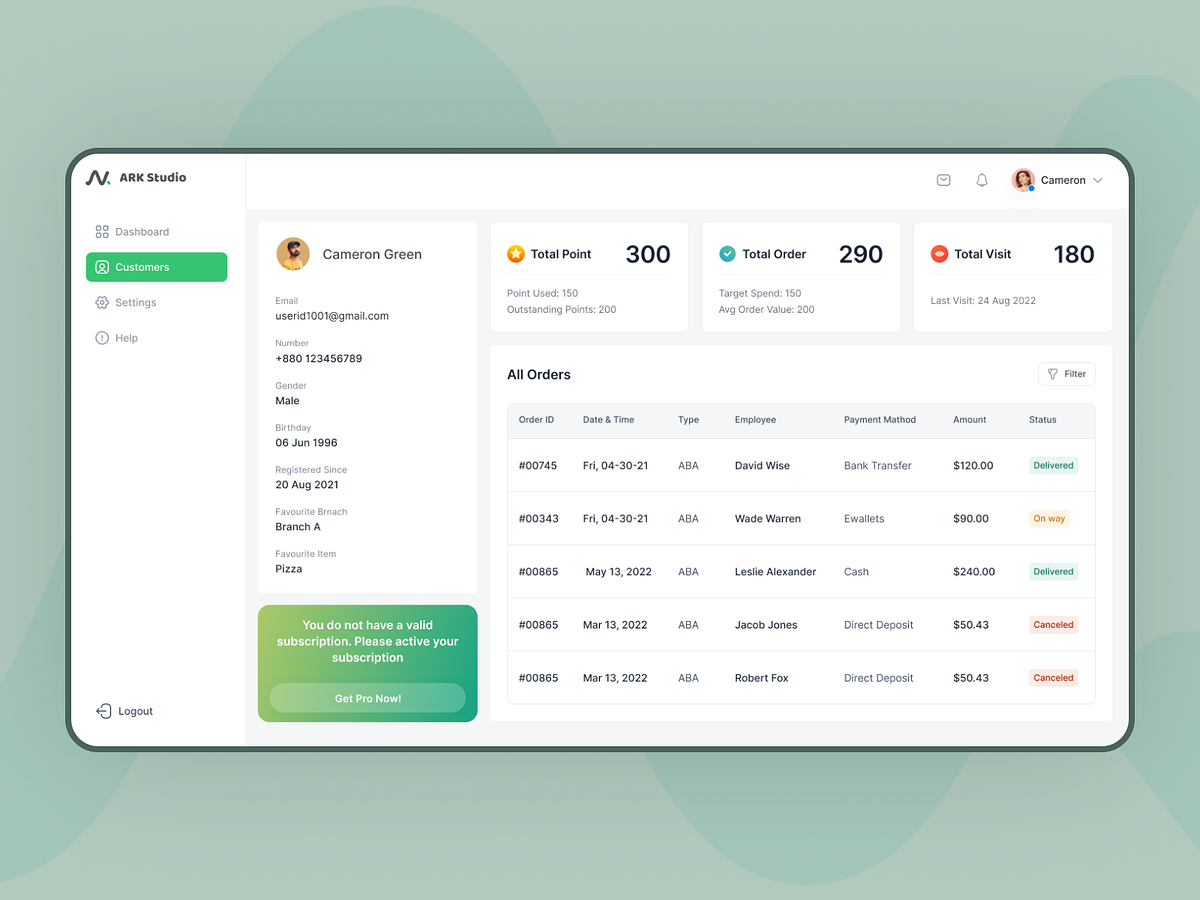 ARK Studio
Cameron
Dashboard
Customers
Settings
Help
Logout
Cameron Green
Email
userid1001@gmail.com
Number
+880 123456789
Gender
Male
Birthday
06 Jun 1996
Registered Since
20 Aug 2021
Favourite Brnach
Branch A
Favourite Item
Pizza
You do not have a valid
subscription. Please active your
subscription
Get Pro Now!
Total Point 300
Point Used: 150
Outstanding Points: 200
Total Order 290
Target Spend: 150
Avg Order Value: 200
Total Visit 180
Last Visit: 24 Aug 2022
All Orders
Filter
Order ID Date & Time Type Employee Payment Mathod Amount Status
#00745 Fri, 04-30-21 ABA David Wise Bank Transfer $120.00 Delivered
#00343 Fri, 04-30-21 ABA Wade Warren Ewallets $90.00 On way
#00865 May 13, 2022 ABA Leslie Alexander Cash $240.00 Delivered
#00865 Mar 13, 2022 ABA Jacob Jones Direct Deposit $50.43 Canceled
#00865 Mar 13, 2022 ABA Robert Fox Direct Deposit $50.43 Canceled